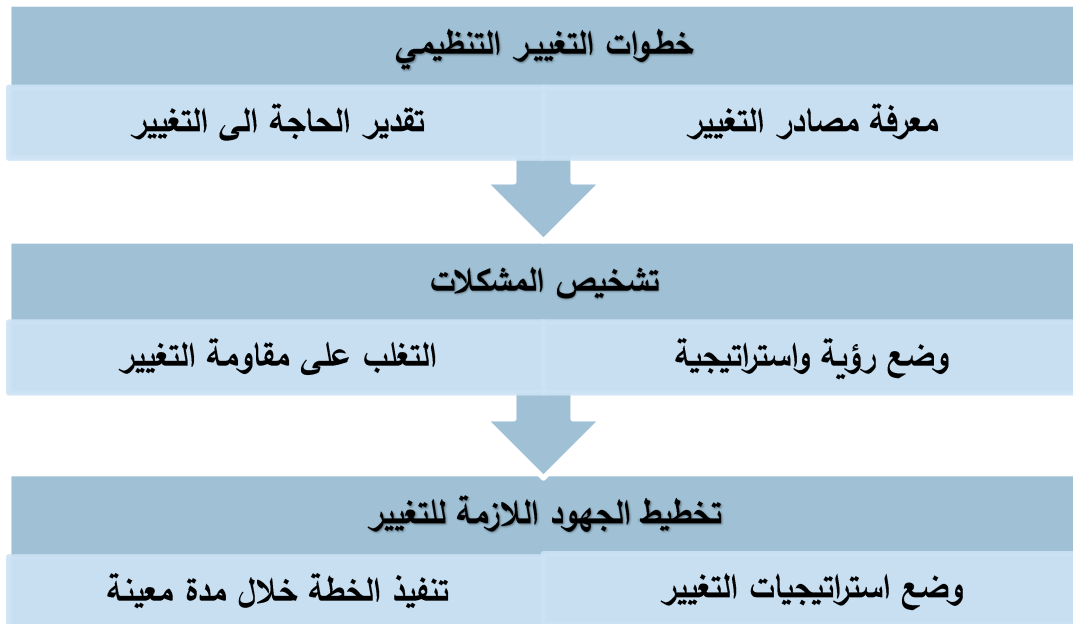 خطوات التغيير التنظيمي
معرفة مصادر التغيير
تقدير الحاجة الى التغيير
تشخيص المشكلات
وضع رؤية واستراتيجية
التغلب على مقاومة التغيير
تخطيط الجهود اللازمة للتغيير
وضع استراتيجيات التغيير
تنفيذ الخطة خلال مدة معينة